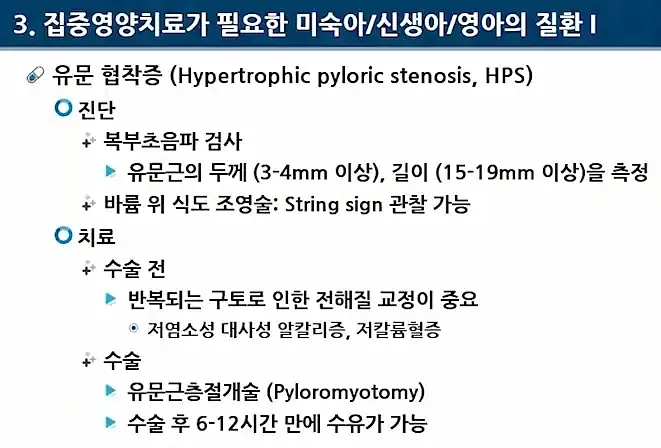 3. 집중영양치료가 필요한 미숙아/신생아/영아의 질환 I
유문 협착증 (Hypertrophic pyloric stenosis, HPS)
진단
복부초음파 검사
유문근의 두께 (3-4mm 이상), 길이 (15-19mm 이상)을 측정
바륨 위 식도 조영술: String sign 관찰 가능
치료
수술 전
반복되는 구토로 인한 전해질 교정이 중요
저염소성 대사성 알칼리증, 저칼륨혈증
수술
유문근층절개술 (Pyloromyotomy)
수술 후 6-12시간 만에 수유가 가능